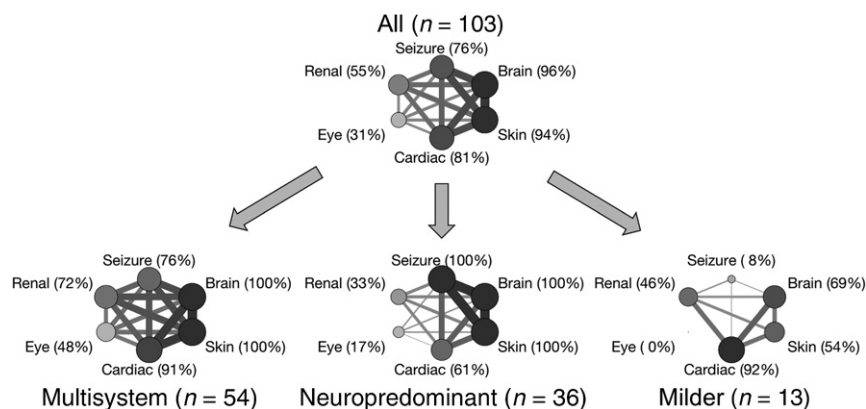 All (n = 103)
Seizure (76%)
Renal (55%) Brain (96%)
Eye (31%) Skin (94%)
Cardiac (81%)
Seizure (76%) Seizure (100%) Seizure ( 8%)
Renal (72%) Brain (100%) Renal (33%) Brain (100%) Renal (46%) Brain (69%)
Eye (48%) Skin (100%) Eye (17%) Skin (100%) Eye ( 0%) Skin (54%)
Cardiac (91%) Cardiac (61%) Cardiac (92%)
Multisystem (n = 54) Neuropredominant (n = 36) Milder (n = 13)